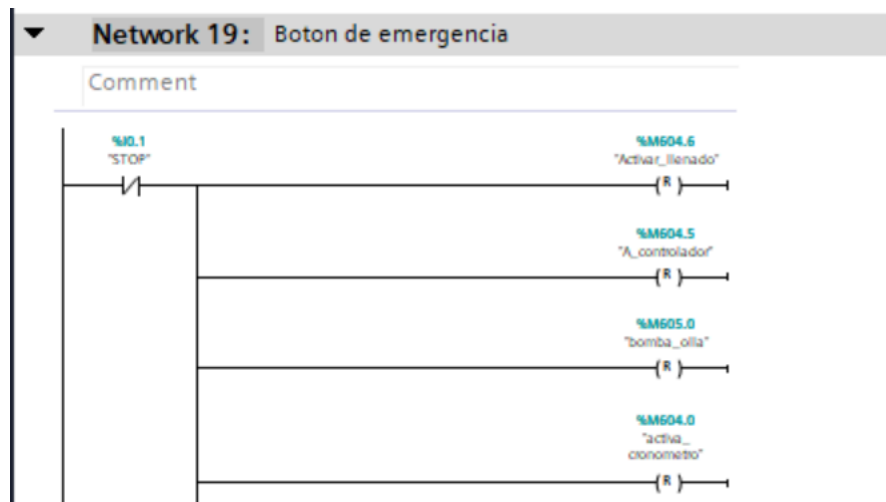 Network 19: Boton de emergencia
Comment
%I0.1
"STOP"
%M604.6
"Activar_llenado"
R
%M604.5
"A_controlador"
R
%M605.0
"bomba_olla"
R
%M604.0
"activa_
cronometro"
R